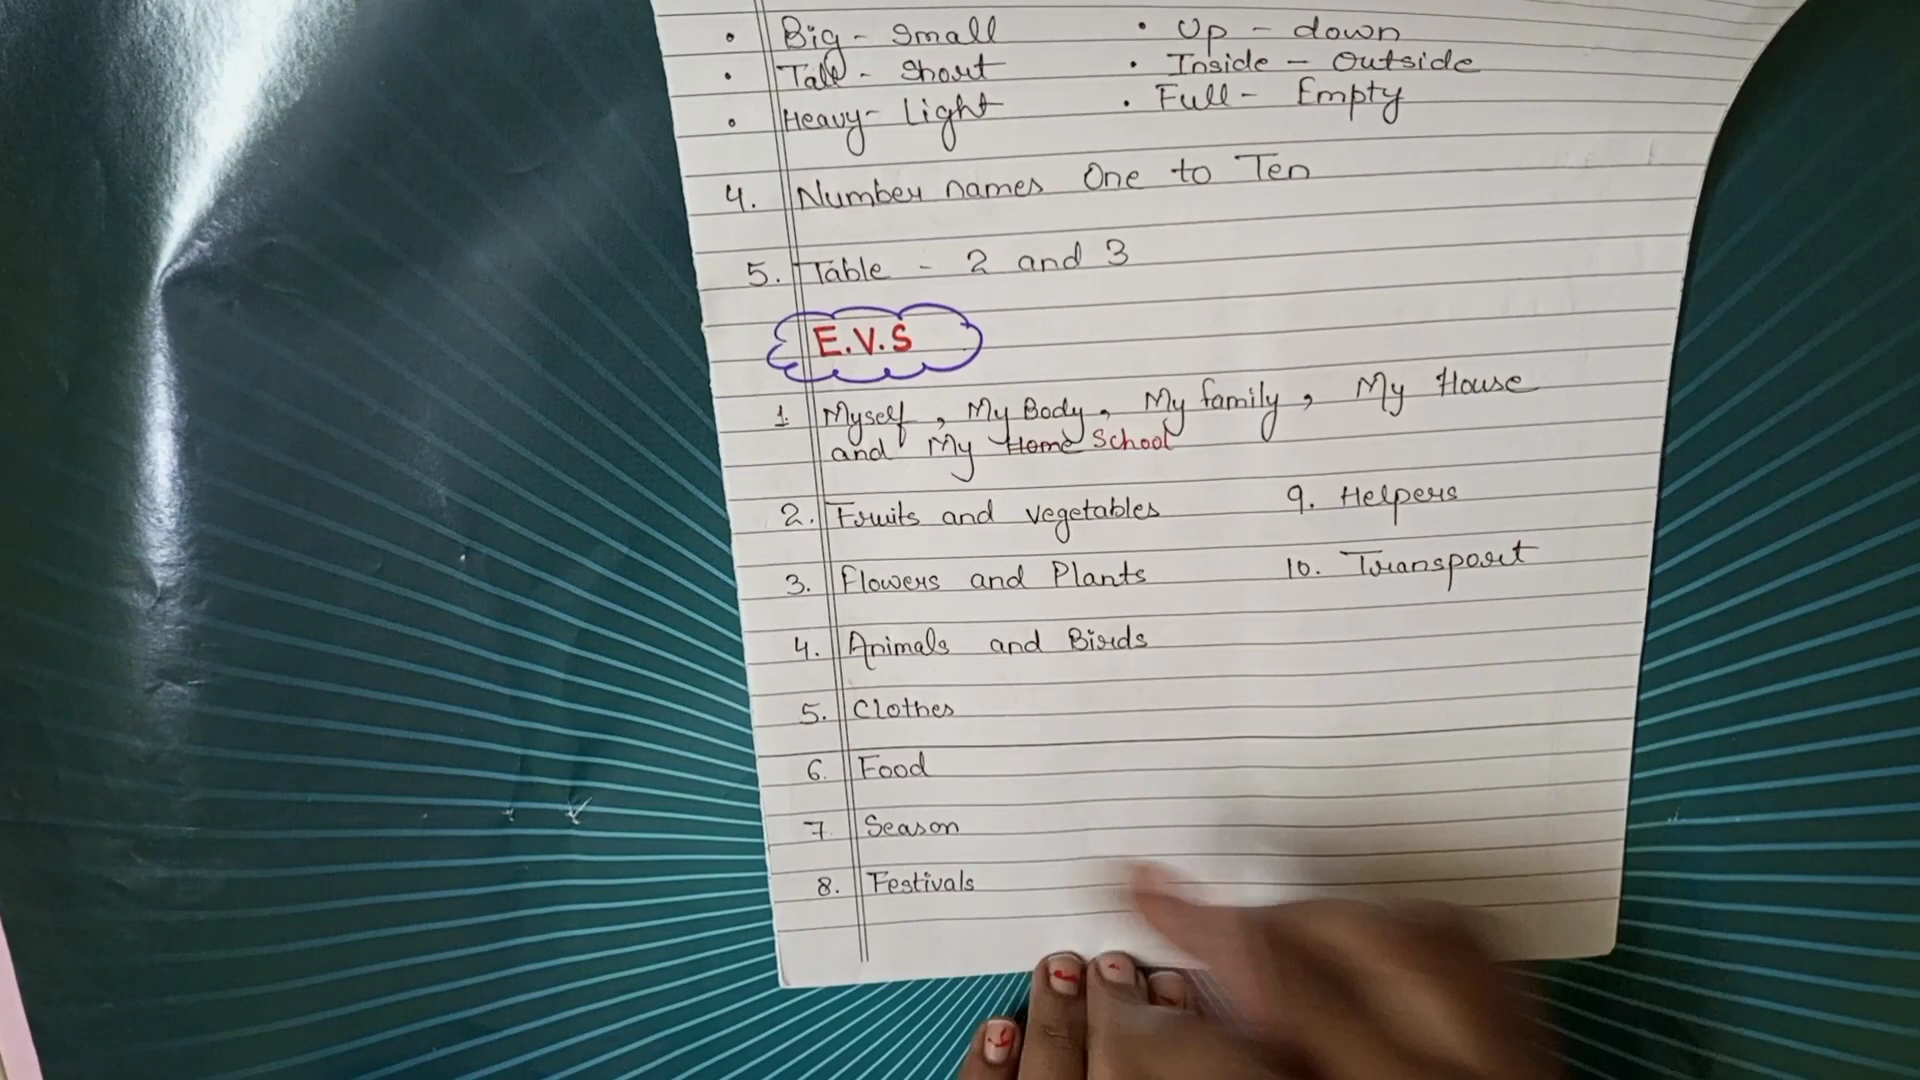 • Big - Small • Up - down
• Tall - Short • Inside - Outside
• Heavy - Light • Full - Empty
4. Number names One to Ten
5. Table - 2 and 3
E.V.S
1. Myself, My Body, My family, My House
and My Home School
2. Fruits and vegetables 9. Helpers
3. Flowers and Plants 10. Transport
4. Animals and Birds
5. Clothes
6. Food
7. Season
8. Festivals